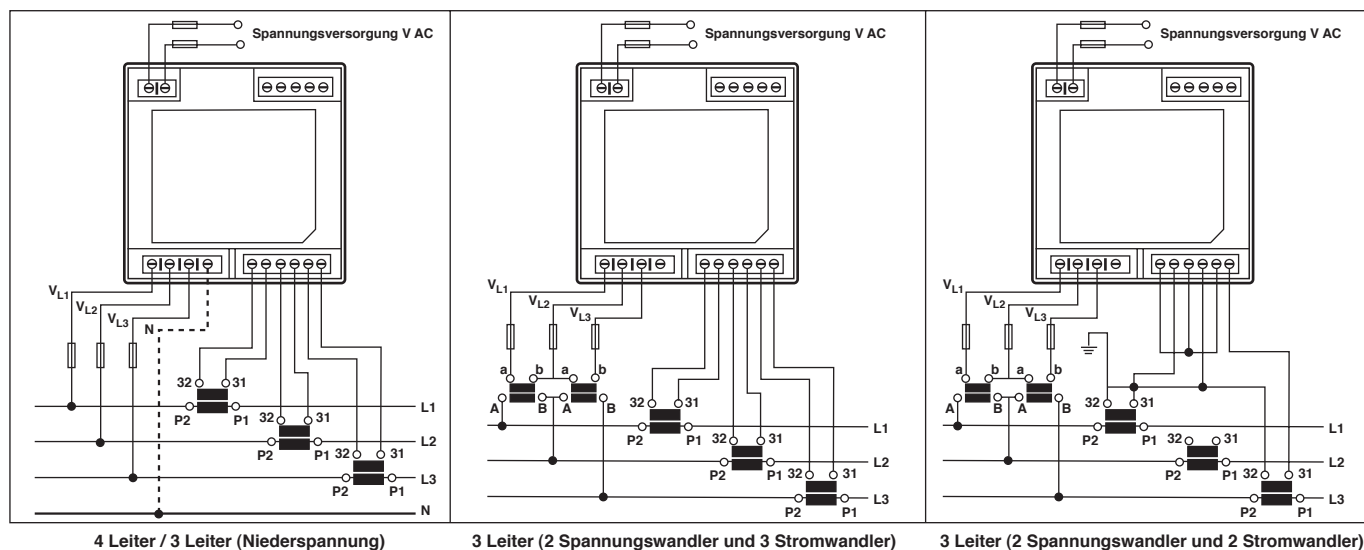 Spannungsversorgung V AC
VL1
VL2
VL3
N
32 31
P2 P1 L1
32 31
P2 P1 L2
32 31
P2 P1 L3
N
4 Leiter / 3 Leiter (Niederspannung)
Spannungsversorgung V AC
VL1
VL2
VL3
a b a b
A B A B
32 31
P2 P1 L1
32 31
P2 P1 L2
32 31
P2 P1 L3
3 Leiter (2 Spannungswandler und 3 Stromwandler)
Spannungsversorgung V AC
VL1
VL2
VL3
a b a b
A B A B
32 31
P2 P1 L1
32 31
P2 P1 L2
32 31
P2 P1 L3
3 Leiter (2 Spannungswandler und 2 Stromwandler)